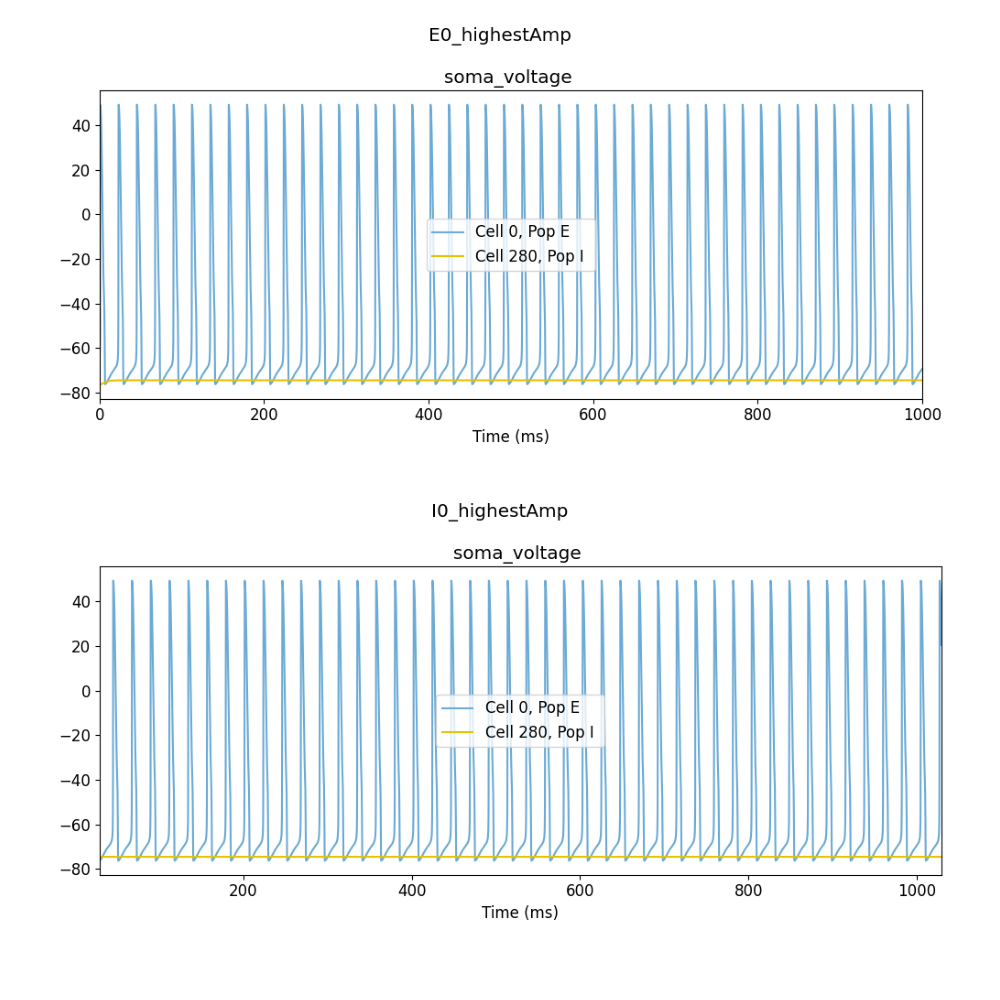 E0_highestAmp
soma_voltage
40
20
0
−20
−40
−60
−80
Cell 0, Pop E
Cell 280, Pop I
0 200 400 600 800 1000
Time (ms)
I0_highestAmp
soma_voltage
40
20
0
−20
−40
−60
−80
Cell 0, Pop E
Cell 280, Pop I
200 400 600 800 1000
Time (ms)